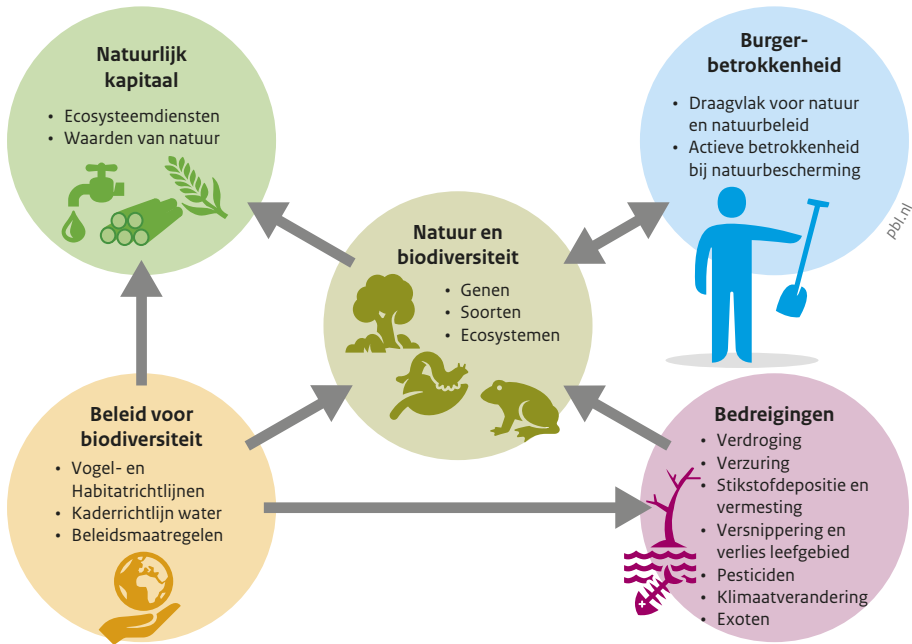 Natuurlijk
kapitaal
• Ecosysteemdiensten
• Waarden van natuur
Burger-
betrokkenheid
• Draagvlak voor natuur
en natuurbeleid
• Actieve betrokkenheid
bij natuurbescherming
pbl.nl
Natuur en
biodiversiteit
• Genen
• Soorten
• Ecosystemen
Beleid voor
biodiversiteit
• Vogel- en
Habitatrichtlijnen
• Kaderrichtlijn water
• Beleidsmaatregelen
Bedreigingen
• Verdroging
• Verzuring
• Stikstofdepositie en
vermesting
• Versnippering en
verlies leefgebied
• Pesticiden
• Klimaatverandering
• Exoten